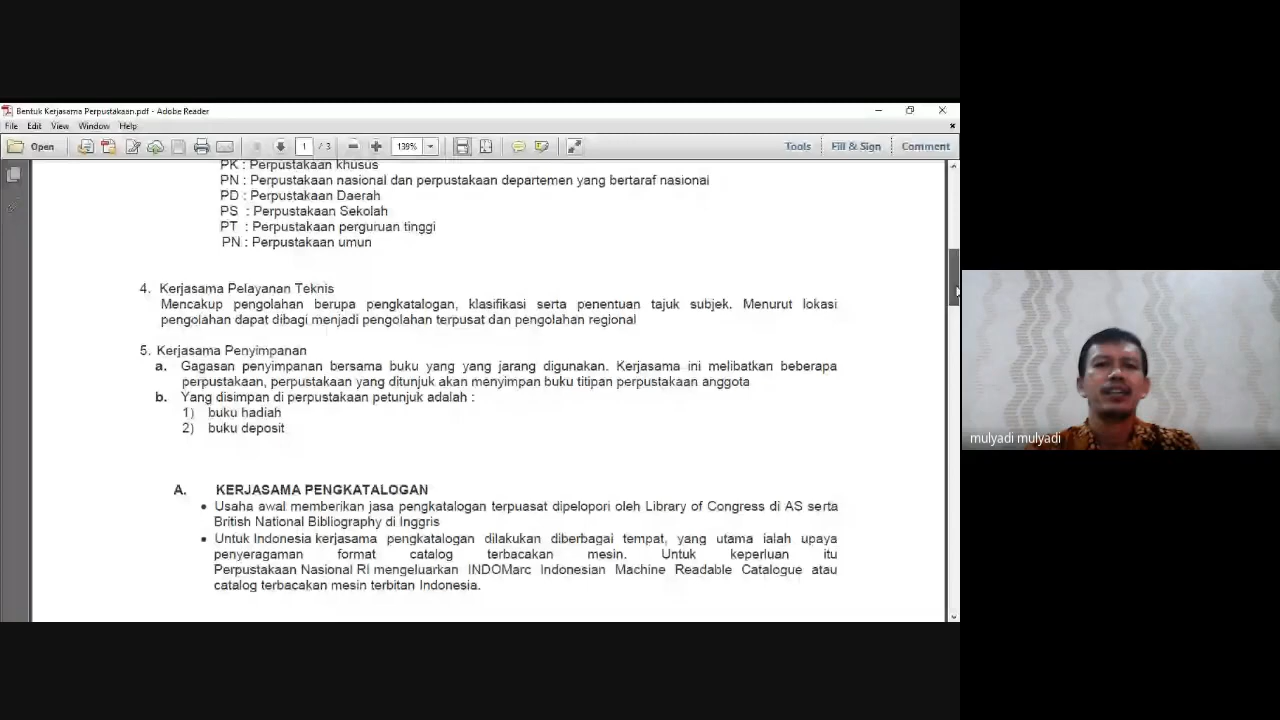 Bentuk Kerjasama Perpustakaan.pdf - Adobe Reader
File Edit View Window Help
Open 1 / 3 139% Tools Fill & Sign Comment
PK : Perpustakaan khusus
PN : Perpustakaan nasional dan perpustakaan departemen yang bertaraf nasional
PD : Perpustakaan Daerah
PS : Perpustakaan Sekolah
PT : Perpustakaan perguruan tinggi
PN : Perpustakaan umun
4. Kerjasama Pelayanan Teknis
Mencakup pengolahan berupa pengkatalogan, klasifikasi serta penentuan tajuk subjek. Menurut lokasi
pengolahan dapat dibagi menjadi pengolahan terpusat dan pengolahan regional
5. Kerjasama Penyimpanan
a. Gagasan penyimpanan bersama buku yang yang jarang digunakan. Kerjasama ini melibatkan beberapa
perpustakaan, perpustakaan yang ditunjuk akan menyimpan buku titipan perpustakaan anggota
b. Yang disimpan di perpustakaan petunjuk adalah :
1) buku hadiah
2) buku deposit
A. KERJASAMA PENGKATALOGAN
• Usaha awal memberikan jasa pengkatalogan terpuasat dipelopori oleh Library of Congress di AS serta
British National Bibliography di Inggris
• Untuk Indonesia kerjasama pengkatalogan dilakukan diberbagai tempat, yang utama ialah upaya
penyeragaman format catalog terbacakan mesin. Untuk keperluan itu
Perpustakaan Nasional RI mengeluarkan INDOMarc Indonesian Machine Readable Catalogue atau
catalog terbacakan mesin terbitan Indonesia.
mulyadi mulyadi